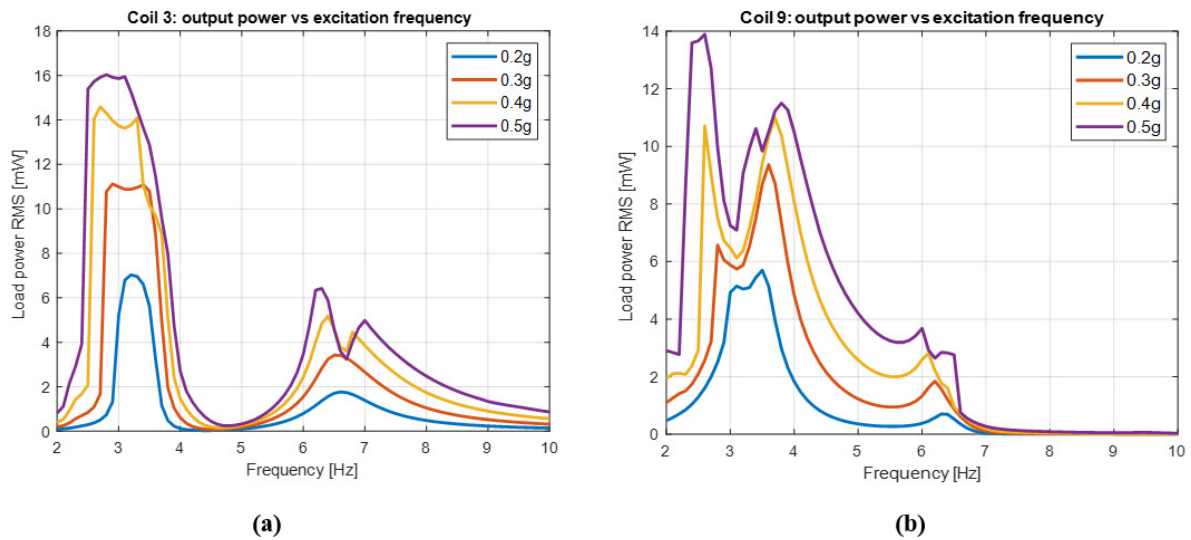 Coil 3: output power vs excitation frequency
18
16
14
12
10
8
6
4
2
0
Load power RMS [mW]
0.2g
0.3g
0.4g
0.5g
2 3 4 5 6 7 8 9 10
Frequency [Hz]
(a)
Coil 9: output power vs excitation frequency
14
12
10
8
6
4
2
0
Load power RMS [mW]
0.2g
0.3g
0.4g
0.5g
2 3 4 5 6 7 8 9 10
Frequency [Hz]
(b)